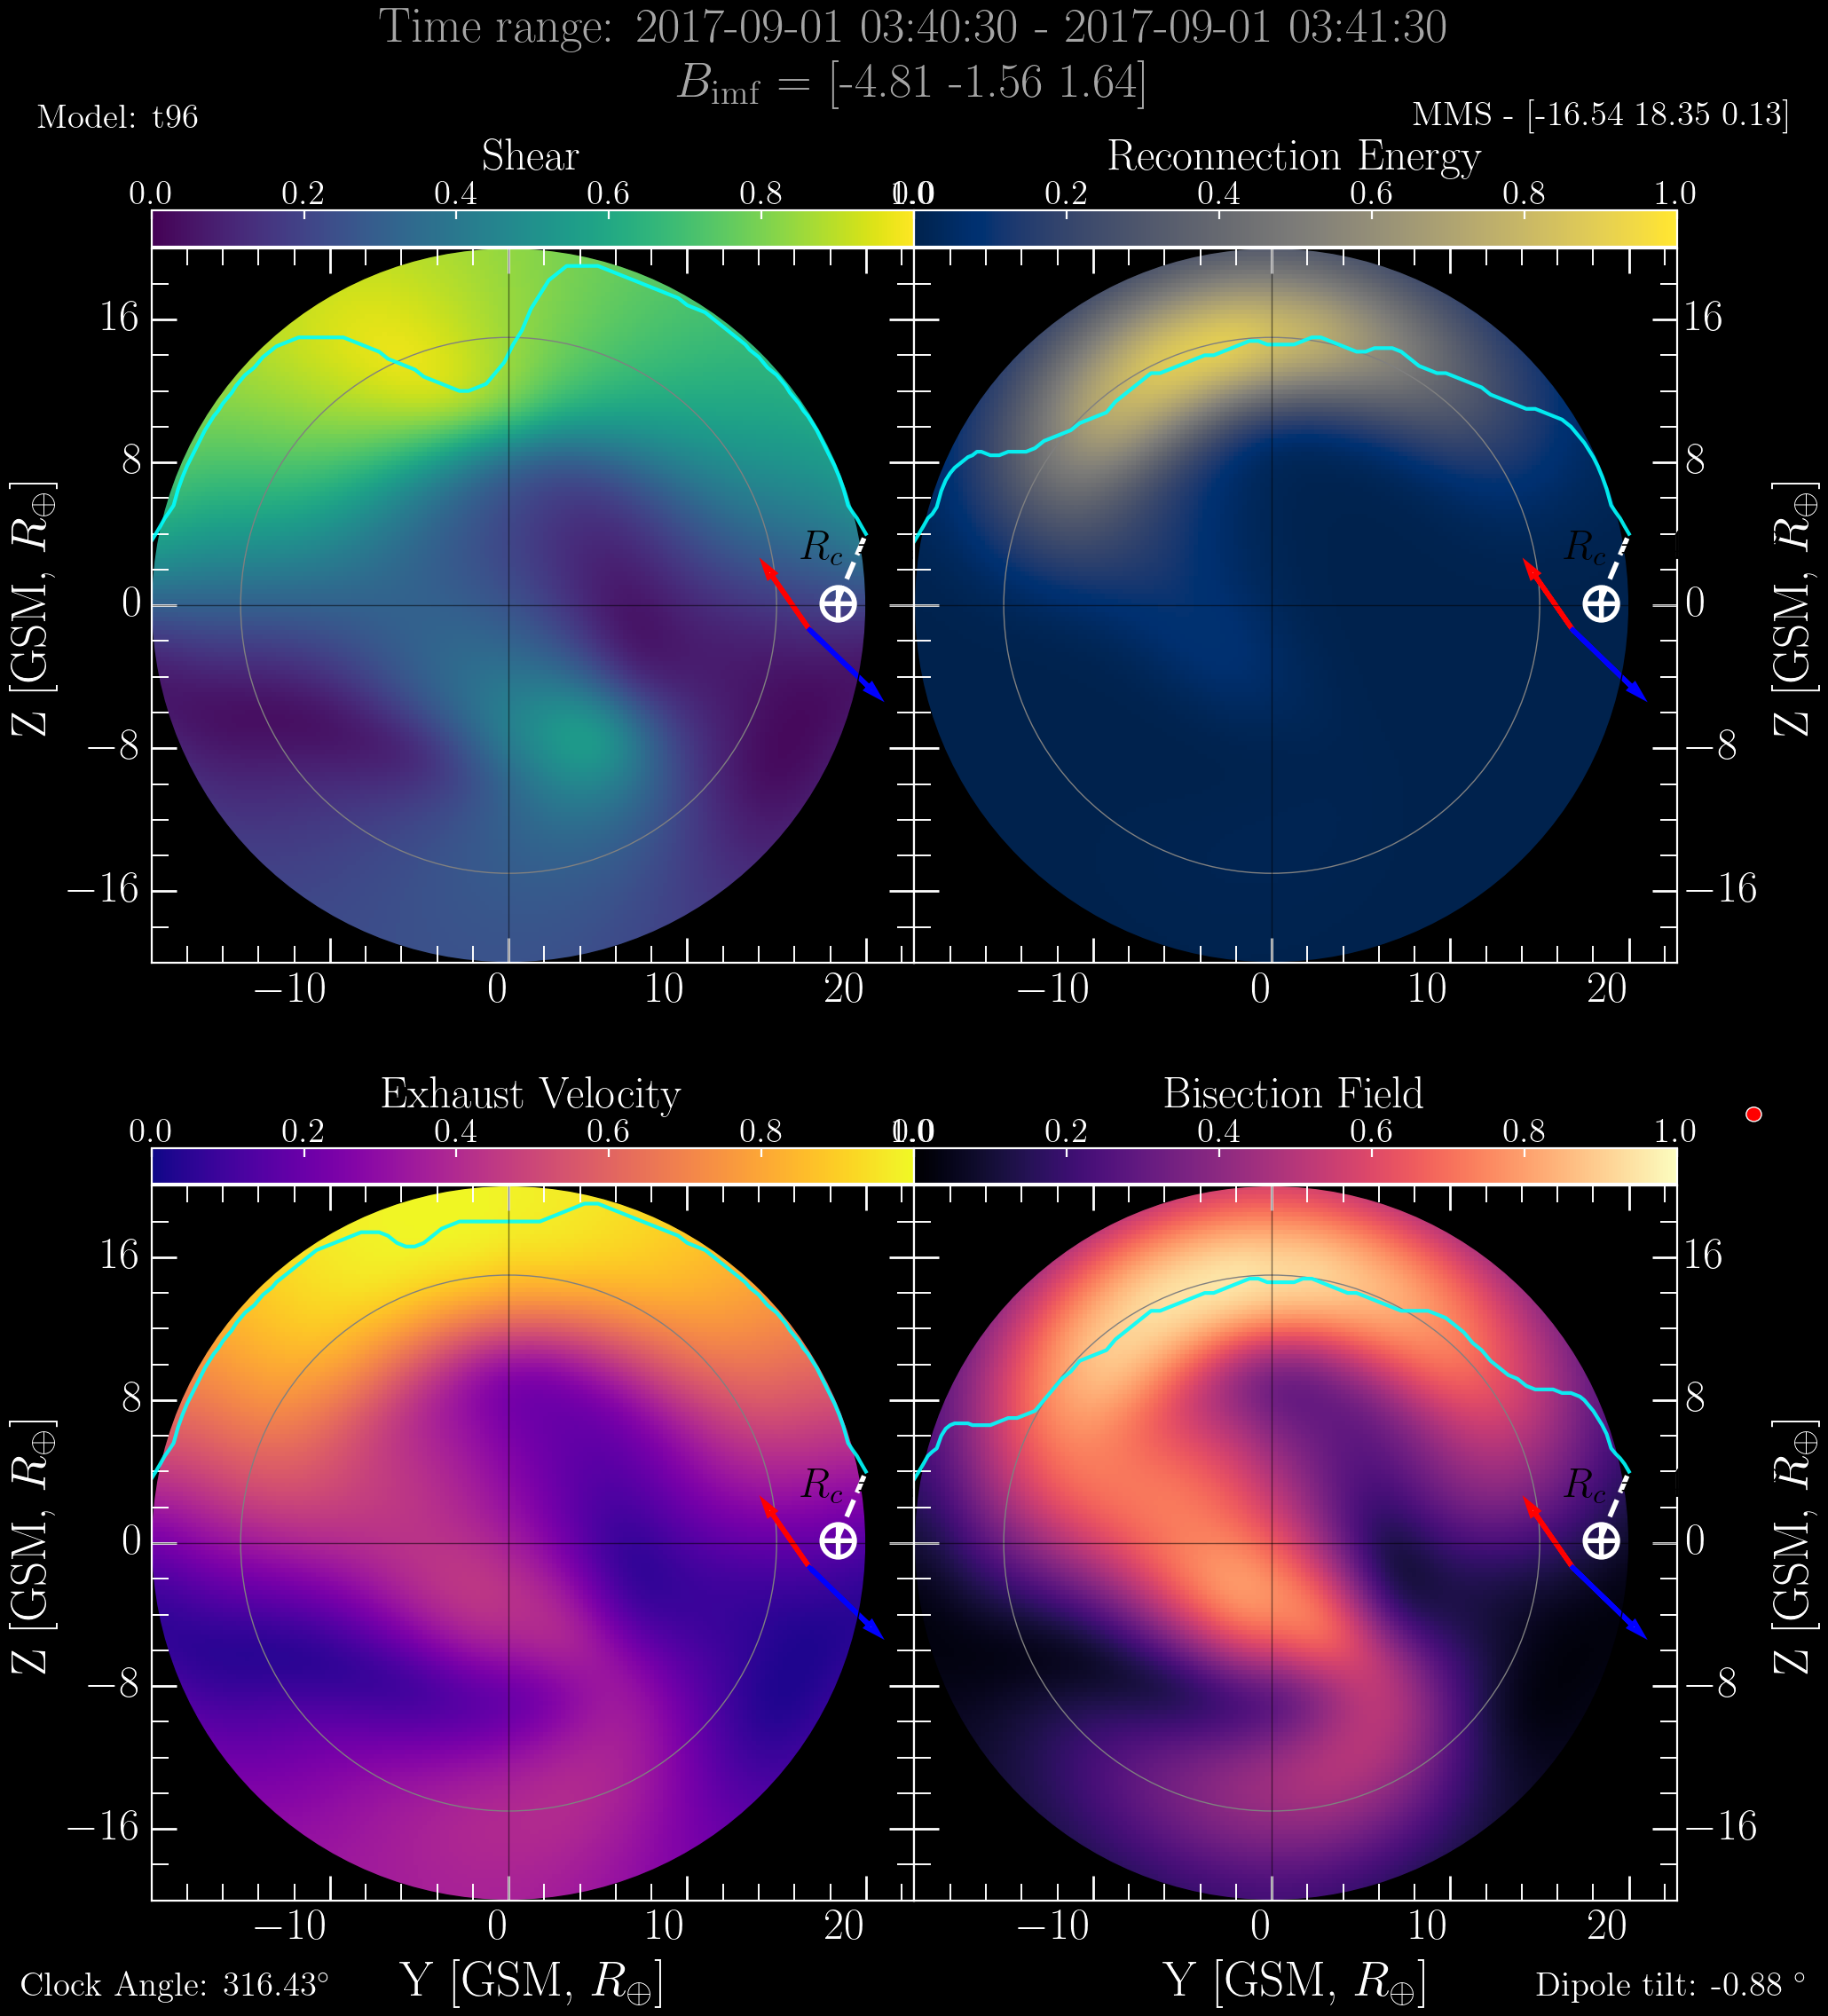 Time range: 2017-09-01 03:40:30 - 2017-09-01 03:41:30
B_imf = [-4.81 -1.56 1.64]
Model: t96
MMS - [-16.54 18.35 0.13]
Shear
Reconnection Energy
0.0 0.2 0.4 0.6 0.8 1.0
0.0 0.2 0.4 0.6 0.8 1.0
Z [GSM, R⊕]
16
8
0
−8
−16
R_c
R_c
16
8
0
−8
−16
Z [GSM, R⊕]
−10 0 10 20
−10 0 10 20
Exhaust Velocity
Bisection Field
0.0 0.2 0.4 0.6 0.8 1.0
0.0 0.2 0.4 0.6 0.8 1.0
Z [GSM, R⊕]
16
8
0
−8
−16
R_c
R_c
16
8
0
−8
−16
Z [GSM, R⊕]
−10 0 10 20
−10 0 10 20
Y [GSM, R⊕]
Y [GSM, R⊕]
Clock Angle: 316.43°
Dipole tilt: -0.88 °